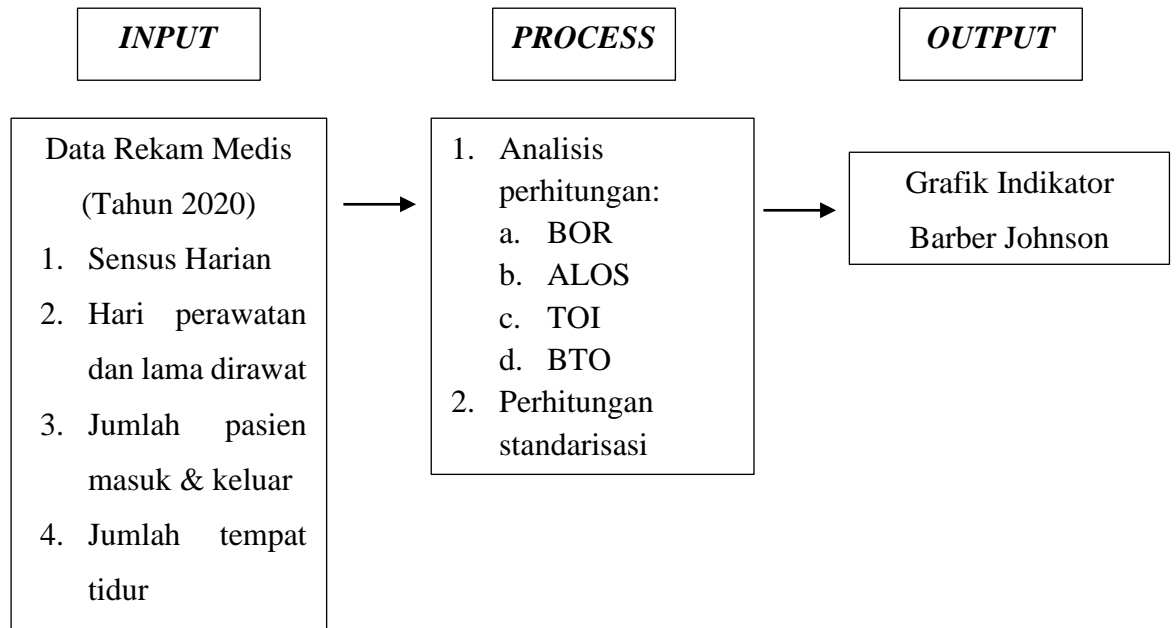 INPUT
PROCESS
OUTPUT
Data Rekam Medis
(Tahun 2020)
1. Sensus Harian
2. Hari perawatan
dan lama dirawat
3. Jumlah pasien
masuk & keluar
4. Jumlah tempat
tidur
1. Analisis
perhitungan:
a. BOR
b. ALOS
c. TOI
d. BTO
2. Perhitungan
standarisasi
Grafik Indikator
Barber Johnson